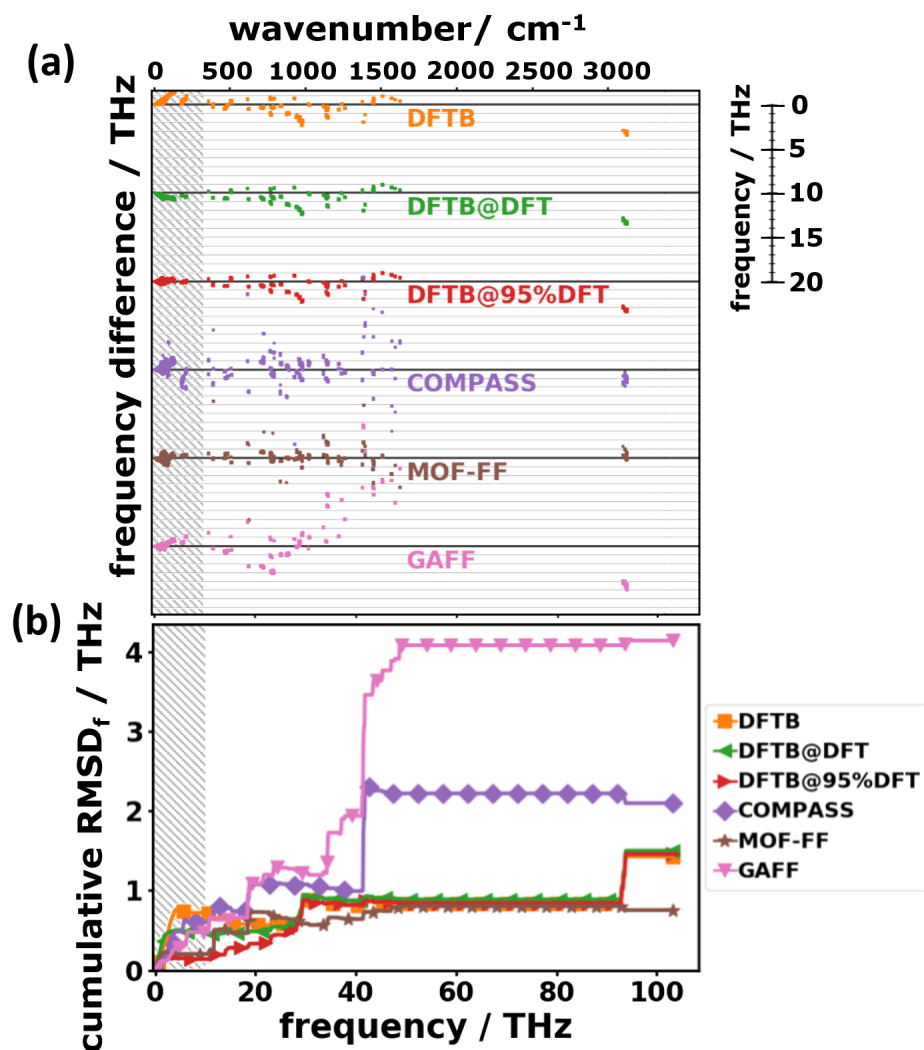 wavenumber/ cm-1
(a)
0 500 1000 1500 2000 2500 3000
frequency difference / THz
DFTB
DFTB@DFT
DFTB@95%DFT
COMPASS
MOF-FF
GAFF
frequency / THz
0
5
10
15
20
(b)
cumulative RMSDf / THz
4
3
2
1
0
0 20 40 60 80 100
frequency / THz
DFTB
DFTB@DFT
DFTB@95%DFT
COMPASS
MOF-FF
GAFF